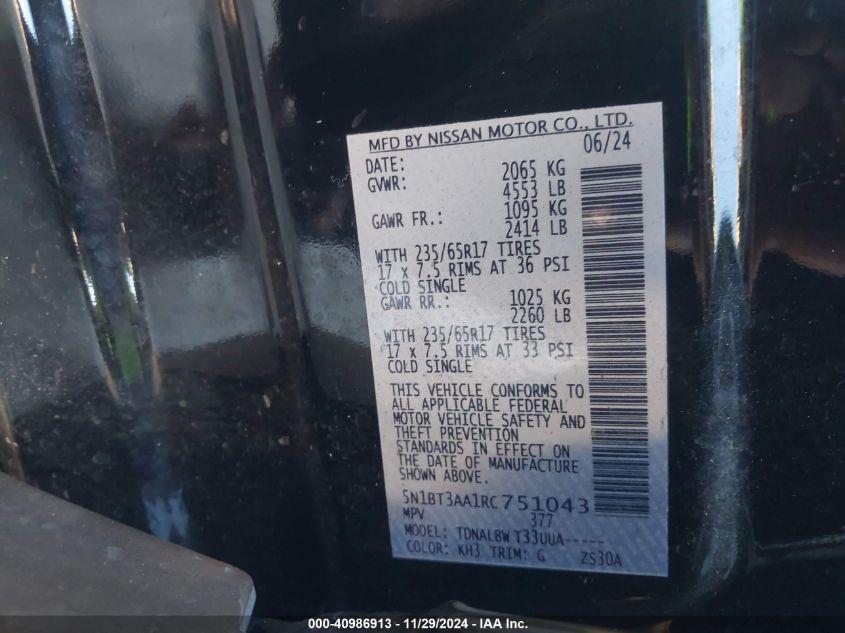 MFD BY NISSAN MOTOR CO., LTD.
DATE: 06/24
GVWR: 2065 KG
4553 LB
GAWR FR.: 1095 KG
2414 LB
WITH 235/65R17 TIRES
17 x 7.5 RIMS AT 36 PSI
COLD SINGLE
GAWR RR.: 1025 KG
2260 LB
WITH 235/65R17 TIRES
17 x 7.5 RIMS AT 33 PSI
COLD SINGLE
THIS VEHICLE CONFORMS TO
ALL APPLICABLE FEDERAL
MOTOR VEHICLE SAFETY AND
THEFT PREVENTION
STANDARDS IN EFFECT ON
THE DATE OF MANUFACTURE
SHOWN ABOVE.
5N1BT3AA1RC751043
MPV 377
MODEL: TDNALBW T33UUA-----
COLOR: KH3 TRIM: G ZS30A
000-40986913 - 11/29/2024 - IAA Inc.